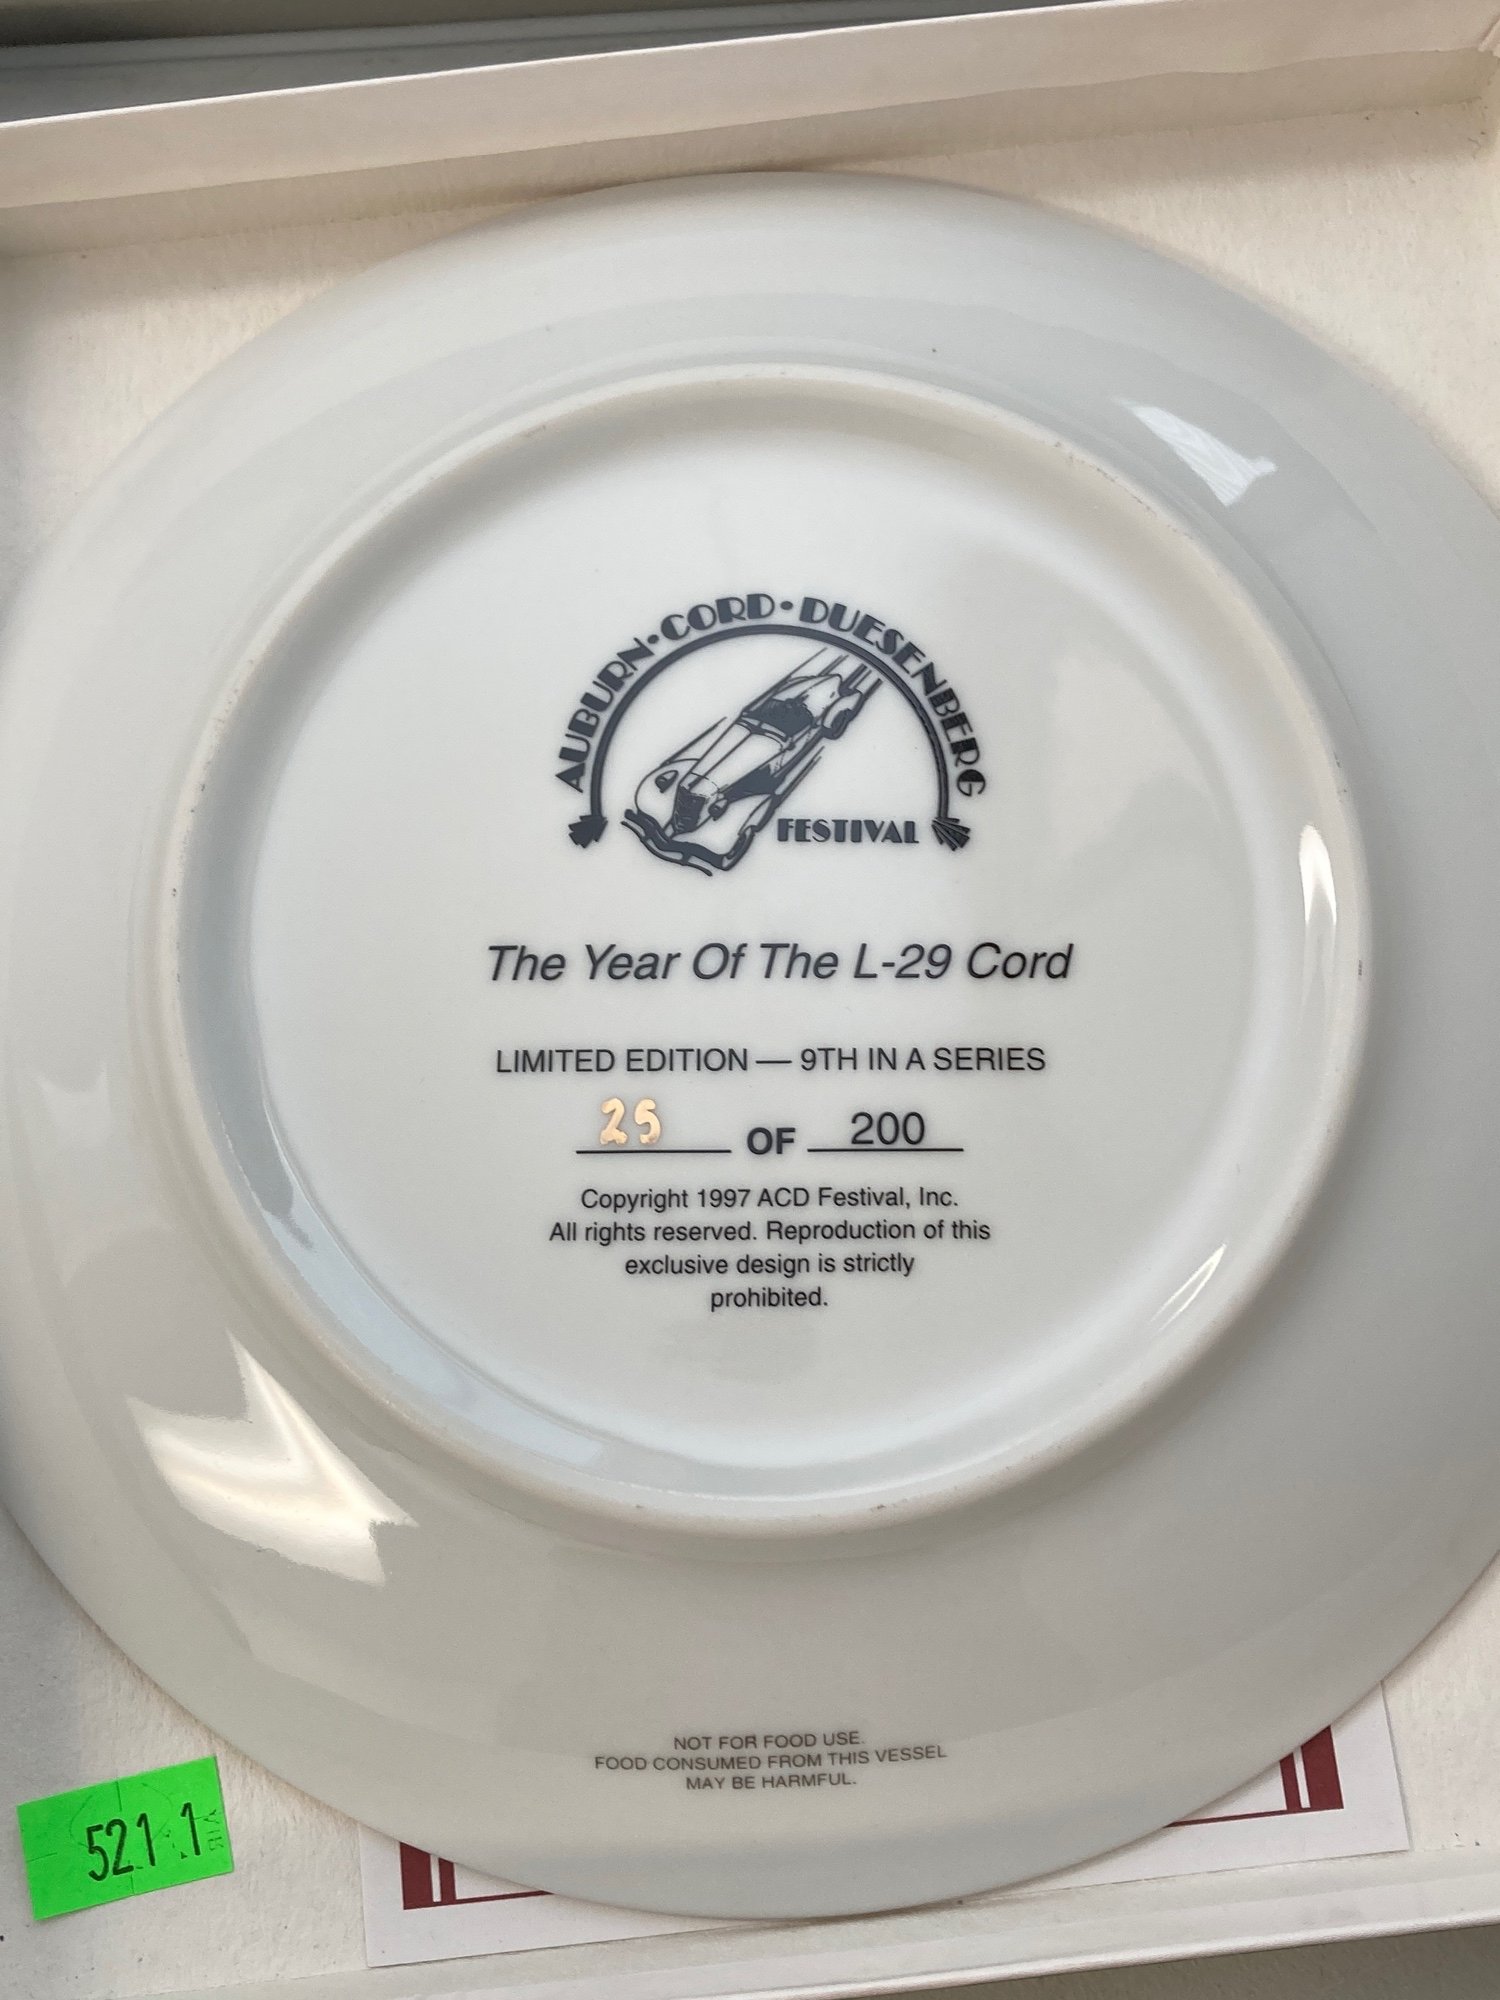 AUBURN • CORD • DUESENBERG
FESTIVAL
The Year Of The L-29 Cord
LIMITED EDITION — 9TH IN A SERIES
25 OF 200
Copyright 1997 ACD Festival, Inc.
All rights reserved. Reproduction of this
exclusive design is strictly
prohibited.
NOT FOR FOOD USE.
FOOD CONSUMED FROM THIS VESSEL
MAY BE HARMFUL.
521 1